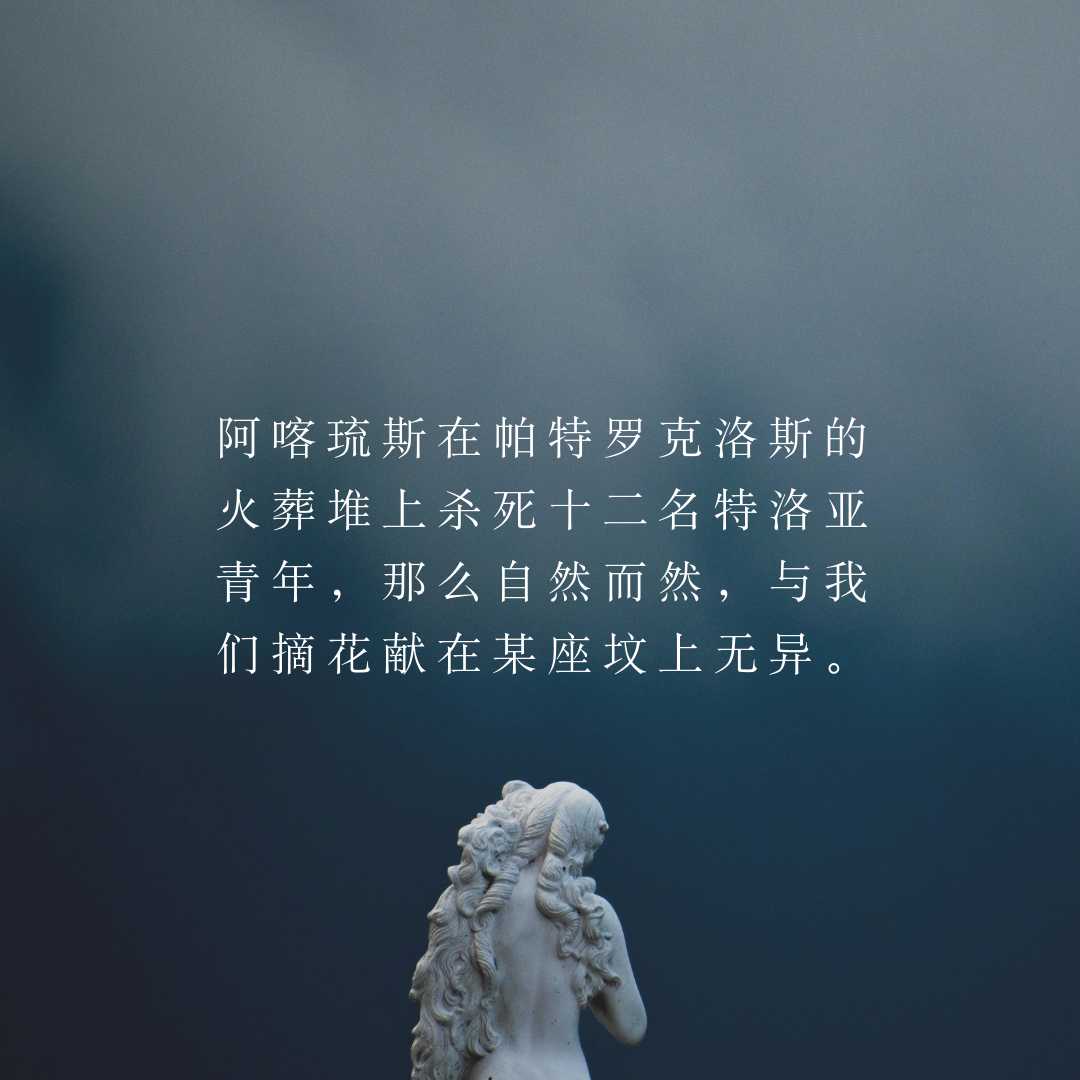 阿喀琉斯在帕特罗克洛斯的
火葬堆上杀死十二名特洛亚
青年，那么自然而然，与我
们摘花献在某座坟上无异。